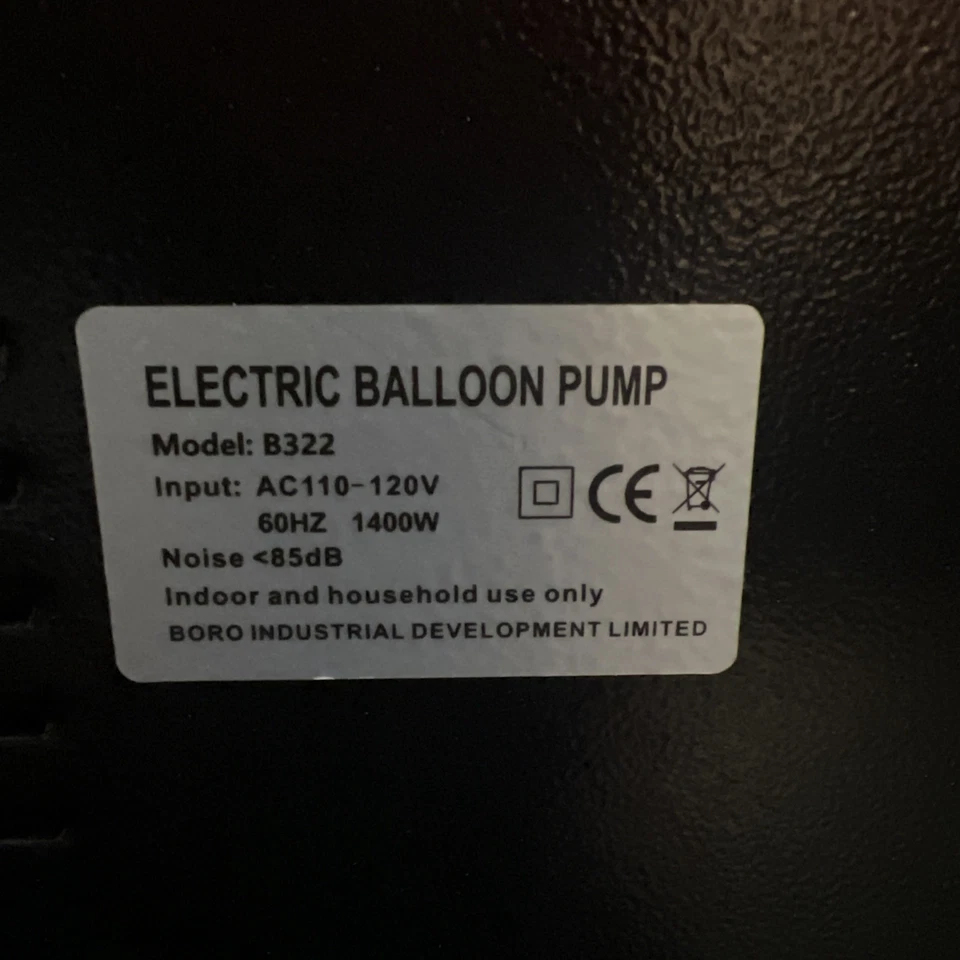 ELECTRIC BALLOON PUMP
Model: B322
Input: AC110-120V
60HZ 1400W
CE
Noise <85dB
Indoor and household use only
BORO INDUSTRIAL DEVELOPMENT LIMITED